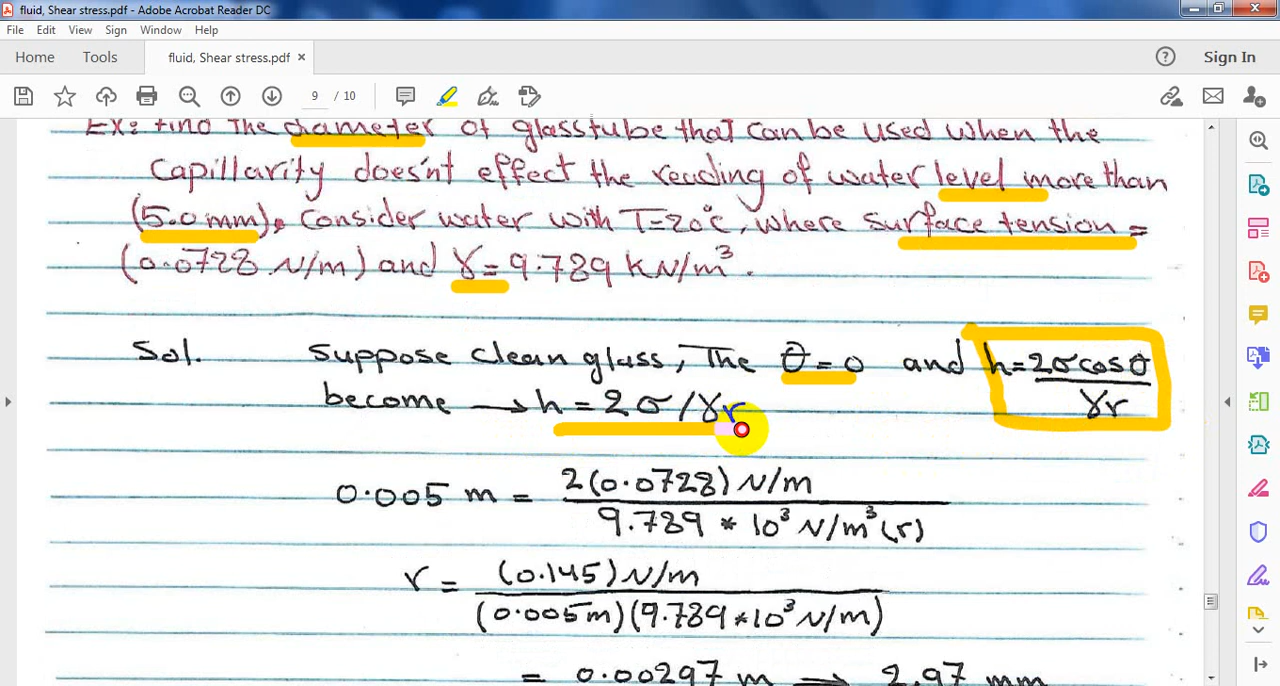 fluid, Shear stress.pdf - Adobe Acrobat Reader DC
File Edit View Sign Window Help
Home Tools fluid, Shear stress.pdf × Sign In
9 / 10
Ex: find the diameter of glass tube that can be used when the
Capillarity does'nt effect the reading of water level more than
(5.0 mm). Consider water with T=20°c, where surface tension =
(0.0728 N/m) and γ= 9.789 KN/m³.
Sol. Suppose clean glass, The θ=0 and h=2σcosθ/γr
become → h = 2σ/γr
0.005 m = 2(0.0728) N/m / 9.789 * 10³ N/m³ (r)
r = (0.145) N/m / (0.005m)(9.789*10³ N/m)
= 0.00297 m → 2.97 mm